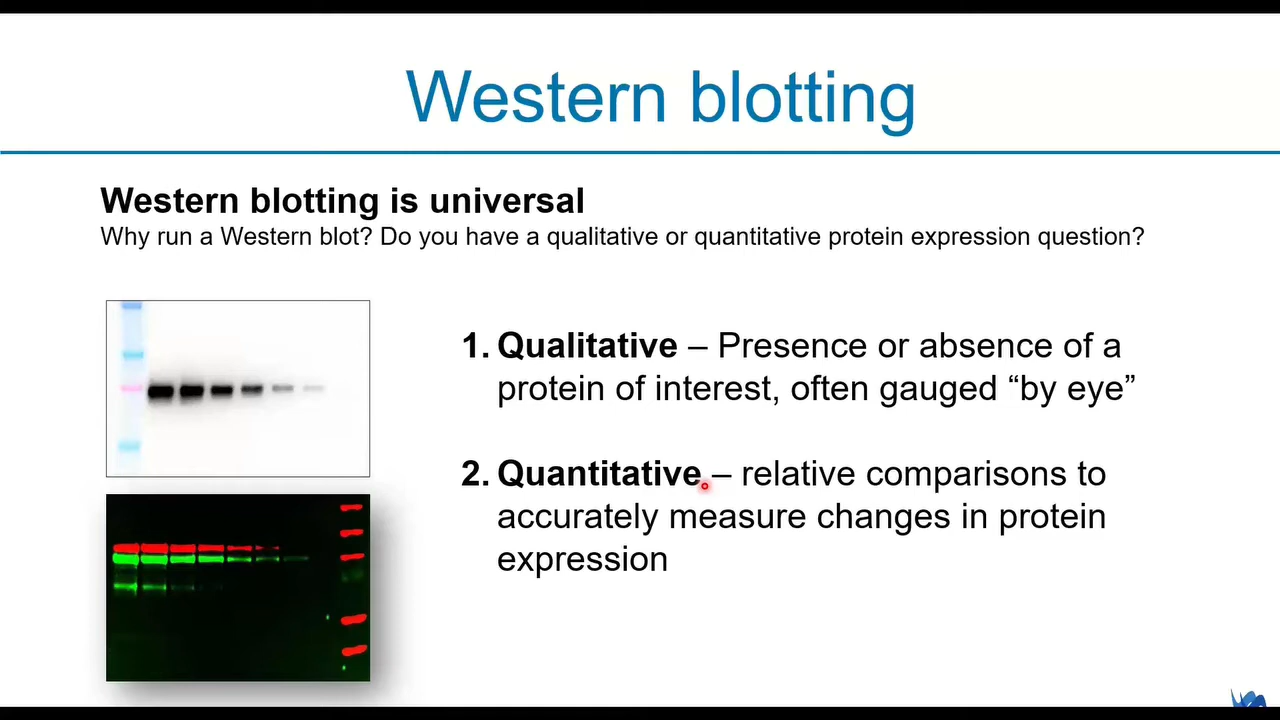 Western blotting
Western blotting is universal
Why run a Western blot? Do you have a qualitative or quantitative protein expression question?
1. Qualitative – Presence or absence of a
protein of interest, often gauged “by eye”
2. Quantitative – relative comparisons to
accurately measure changes in protein
expression